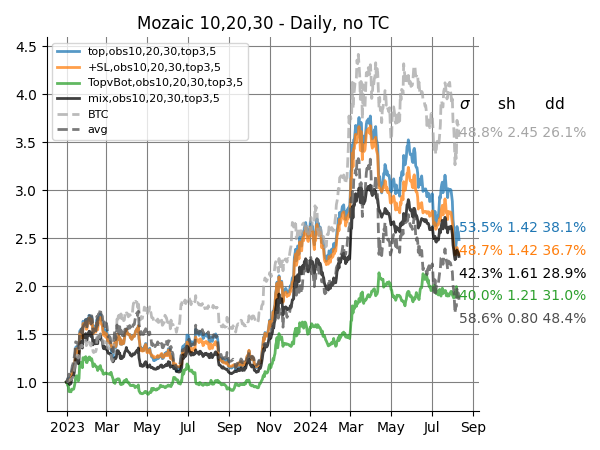 Mozaic 10,20,30 - Daily, no TC
top,obs10,20,30,top3,5
+SL,obs10,20,30,top3,5
TopvBot,obs10,20,30,top3,5
mix,obs10,20,30,top3,5
BTC
avg
4.5
4.0
3.5
3.0
2.5
2.0
1.5
1.0
σ sh dd
48.8% 2.45 26.1%
53.5% 1.42 38.1%
48.7% 1.42 36.7%
42.3% 1.61 28.9%
40.0% 1.21 31.0%
58.6% 0.80 48.4%
2023 Mar May Jul Sep Nov 2024 Mar May Jul Sep